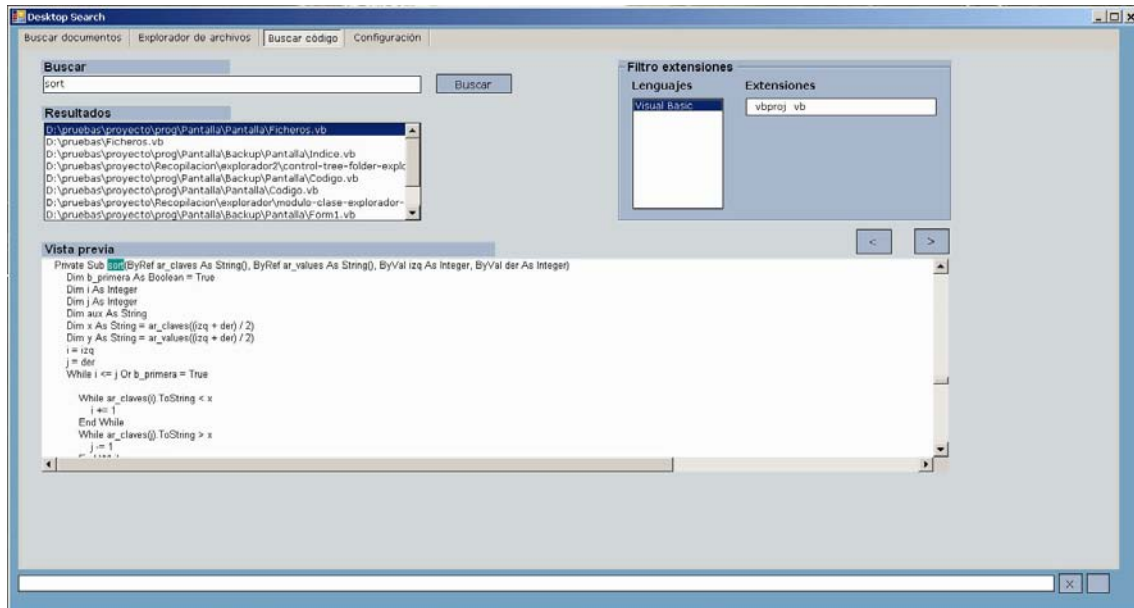 Desktop Search
Buscar documentos Explorador de archivos Buscar código Configuración
Buscar
sort
Buscar
Resultados
D:\pruebas\proyecto\prog\Pantalla\Pantalla\Ficheros.vb
D:\pruebas\Ficheros.vb
D:\pruebas\proyecto\prog\Pantalla\Backup\Pantalla\Indice.vb
D:\pruebas\proyecto\Recopilacion\explorador2\control-tree-folder-explc
D:\pruebas\proyecto\prog\Pantalla\Backup\Pantalla\Codigo.vb
D:\pruebas\proyecto\prog\Pantalla\Pantalla\Codigo.vb
D:\pruebas\proyecto\Recopilacion\explorador\modulo-clase-explorador-
D:\pruebas\proyecto\prog\Pantalla\Backup\Pantalla\Form1.vb
Filtro extensiones
Lenguajes Extensiones
Visual Basic vbproj vb
< >
Vista previa
Private Sub sort(ByRef ar_claves As String(), ByRef ar_values As String(), ByVal izq As Integer, ByVal der As Integer)
Dim b_primera As Boolean = True
Dim i As Integer
Dim j As Integer
Dim aux As String
Dim x As String = ar_claves((izq + der) / 2)
Dim y As String = ar_values((izq + der) / 2)
i = izq
j = der
While i <= j Or b_primera = True
While ar_claves(i).ToString < x
i += 1
End While
While ar_claves(j).ToString > x
j -= 1
X